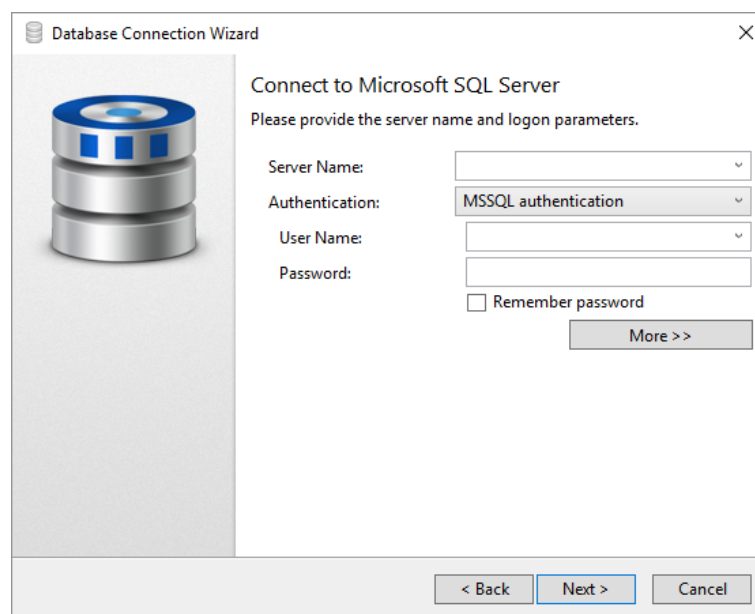 Database Connection Wizard
Connect to Microsoft SQL Server
Please provide the server name and logon parameters.
Server Name:
Authentication: MSSQL authentication
User Name:
Password:
Remember password
More >>
< Back Next > Cancel